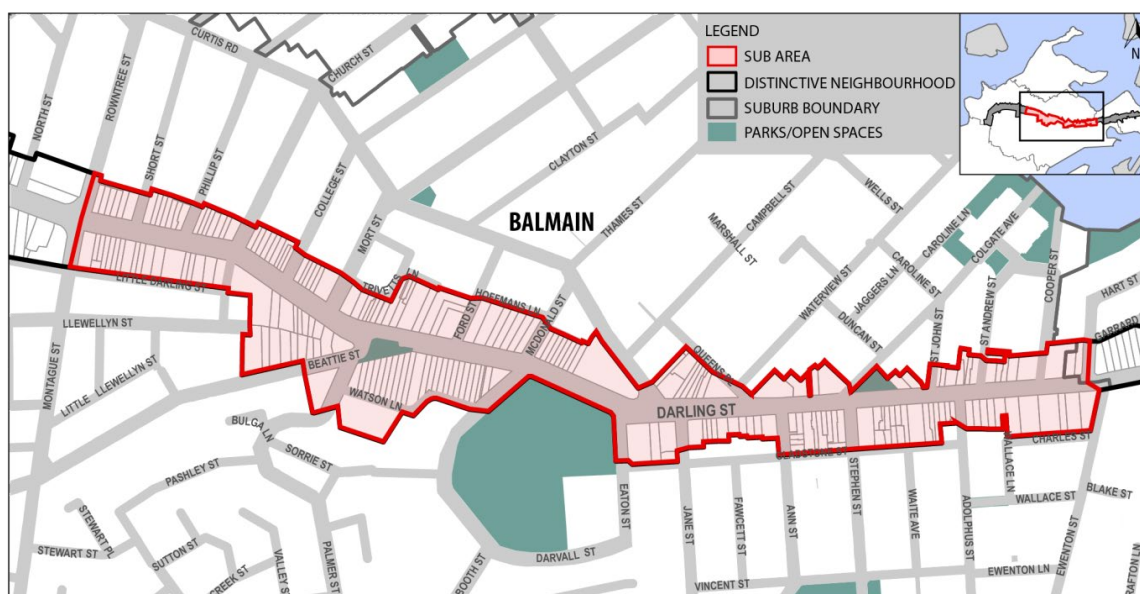 LEGEND
SUB AREA
DISTINCTIVE NEIGHBOURHOOD
SUBURB BOUNDARY
PARKS/OPEN SPACES
N
CURTIS RD
CHURCH ST
NORTH ST
ROWNTREE ST
SHORT ST
PHILLIP ST
COLLEGE ST
MORT ST
CLAYTON ST
BALMAIN
THAMES ST
MARSHALL ST
CAMPBELL ST
WELLS ST
WATERVIEW ST
JAGGERS LN
CAROLINE ST
CAROLINE LN
COLGATE AVE
DUNCAN ST
ST JOHN ST
ST ANDREW ST
COOPER ST
HART ST
TRIVETTS LN
HOFFMANS LN
FORD ST
MCDONALD ST
LITTLE DARLING ST
LLEWELLYN ST
BEATTIE ST
WATSON LN
MONTAGUE ST
LITTLE LLEWELLYN ST
DARLING ST
CHARLES ST
BULGA LN
SORRIE ST
PASHLEY ST
STEWART PL
STEWART ST
SUTTON ST
CREEK ST
VALLEY ST
PALMER ST
BOOTH ST
DARVALL ST
EATON ST
JANE ST
FAWCETT ST
ANN ST
STEPHEN ST
WAITE AVE
ADOLPHUS ST
WALLACE LN
WALLACE ST
BLAKE ST
EWENTON ST
EWENTON LN
VINCENT ST